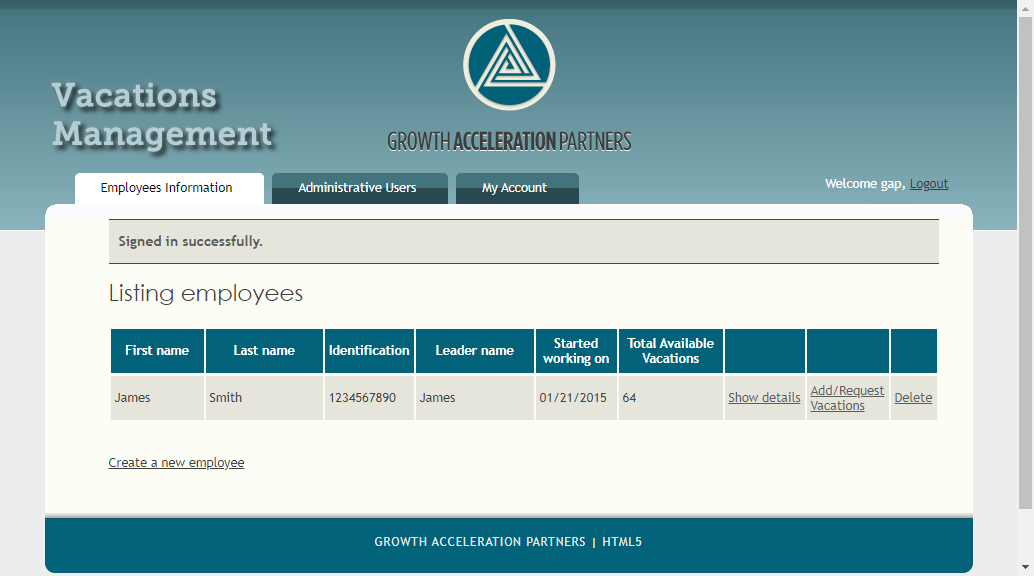 Vacations
Management
GROWTH ACCELERATION PARTNERS
Employees Information
Administrative Users
My Account
Welcome gap, Logout
Signed in successfully.
Listing employees
First name
Last name
Identification
Leader name
Started
working on
Total Available
Vacations
James
Smith
1234567890
James
01/21/2015
64
Show details
Add/Request
Vacations
Delete
Create a new employee
GROWTH ACCELERATION PARTNERS | HTML5